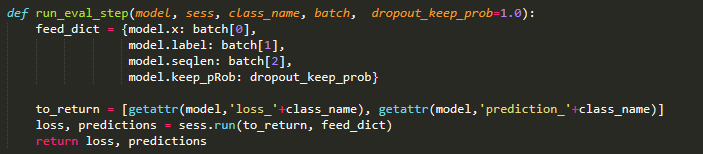 def run_eval_step(model, sess, class_name, batch,  dropout_keep_prob=1.0):
    feed_dict = {model.x: batch[0],
                 model.label: batch[1],
                 model.seqlen: batch[2],
                 model.keep_pRob: dropout_keep_prob}

    to_return = [getattr(model,'loss_'+class_name), getattr(model,'prediction_'+class_name)]
    loss, predictions = sess.run(to_return, feed_dict)
    return loss, predictions